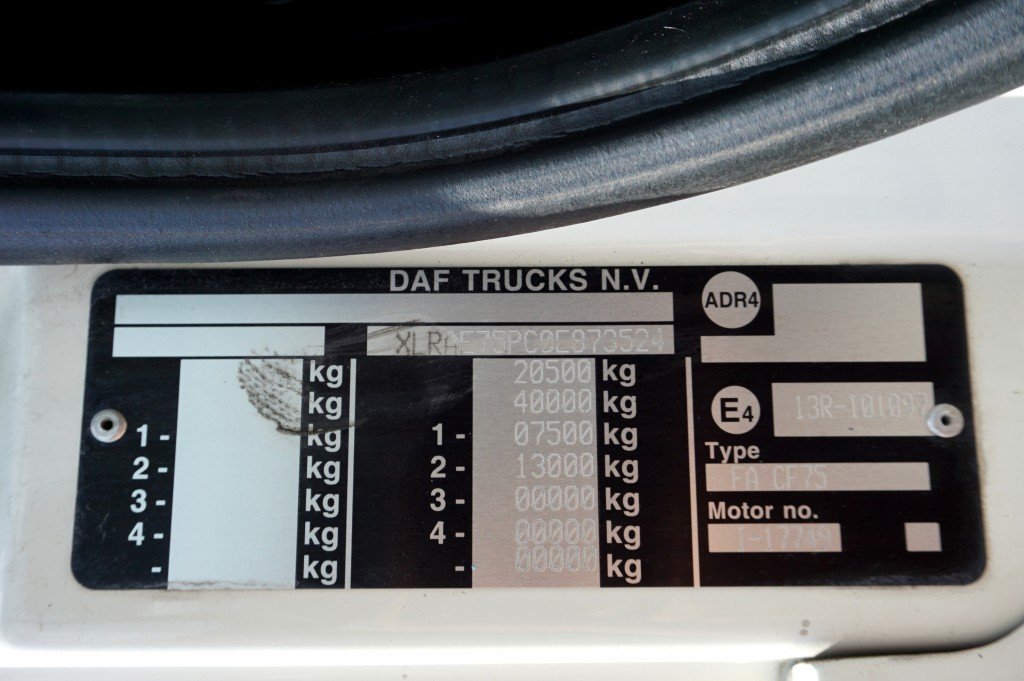 DAF TRUCKS N.V.
XLRAE75PC0E873524
kg 20500 kg
kg 40000 kg
1- kg 1- 07500 kg
2- kg 2- 13000 kg
3- kg 3- 00000 kg
4- kg 4- 00000 kg
- kg - 00000 kg
ADR4
E4 13R-101097
Type
FA CF75
Motor no.
1-17749